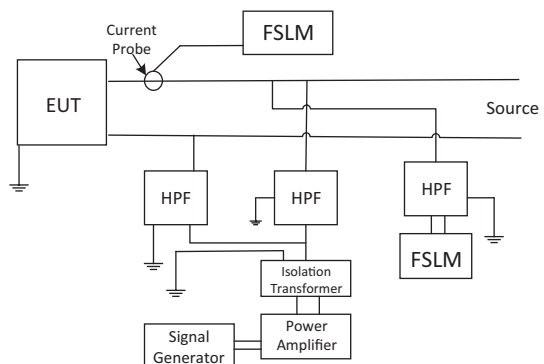 Current
Probe
FSLM
EUT
Source
HPF
HPF
HPF
FSLM
Isolation
Transformer
Power
Amplifier
Signal
Generator